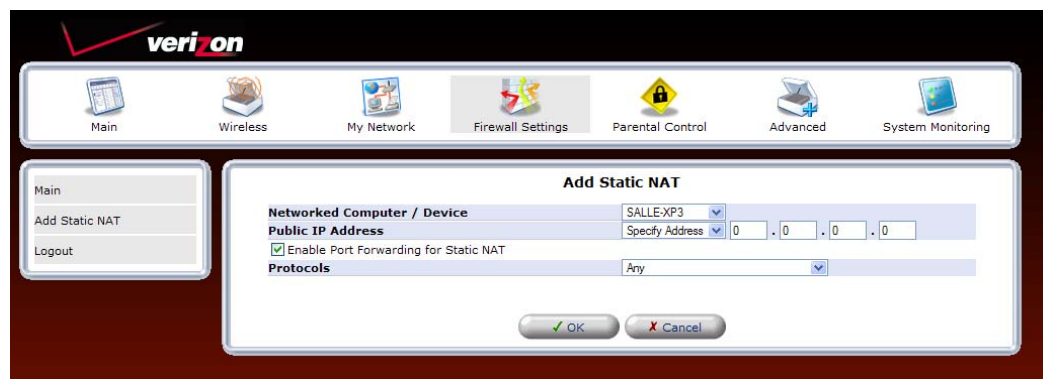 verizon
Main Wireless My Network Firewall Settings Parental Control Advanced System Monitoring
Main
Add Static NAT
Logout
Add Static NAT
Networked Computer / Device SALLE-XP3
Public IP Address Specify Address 0 . 0 . 0 . 0
Enable Port Forwarding for Static NAT
Protocols Any
OK Cancel